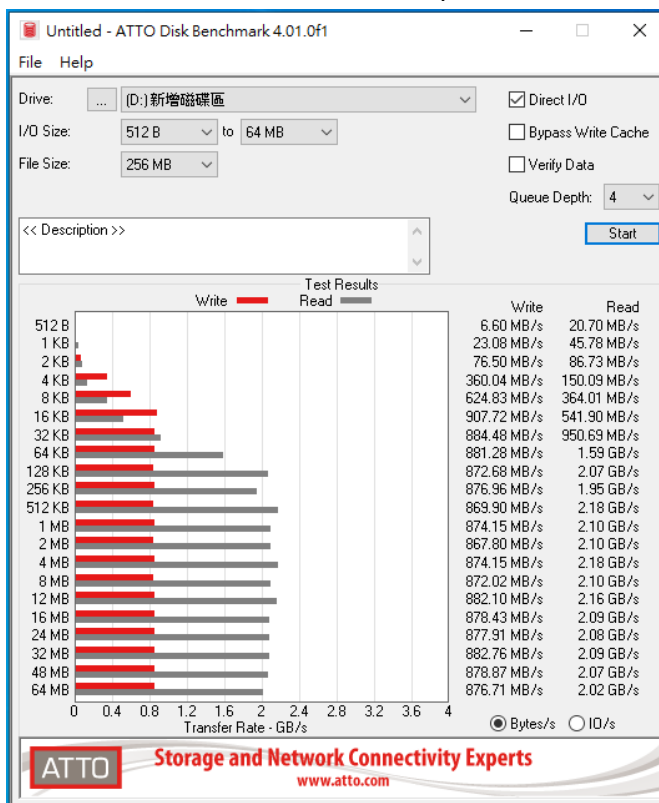 Untitled - ATTO Disk Benchmark 4.01.0f1
File Help
Drive: ... (D:)新增磁碟區
Direct I/O
I/O Size: 512 B to 64 MB
Bypass Write Cache
File Size: 256 MB
Verify Data
Queue Depth: 4
<< Description >>
Start
Test Results
Write Read
Write Read
512 B 6.60 MB/s 20.70 MB/s
1 KB 23.08 MB/s 45.78 MB/s
2 KB 76.50 MB/s 86.73 MB/s
4 KB 360.04 MB/s 150.09 MB/s
8 KB 624.83 MB/s 364.01 MB/s
16 KB 907.72 MB/s 541.90 MB/s
32 KB 884.48 MB/s 950.69 MB/s
64 KB 881.28 MB/s 1.59 GB/s
128 KB 872.68 MB/s 2.07 GB/s
256 KB 876.96 MB/s 1.95 GB/s
512 KB 869.90 MB/s 2.18 GB/s
1 MB 874.15 MB/s 2.10 GB/s
2 MB 867.80 MB/s 2.10 GB/s
4 MB 874.15 MB/s 2.18 GB/s
8 MB 872.02 MB/s 2.10 GB/s
12 MB 882.10 MB/s 2.16 GB/s
16 MB 878.43 MB/s 2.09 GB/s
24 MB 877.91 MB/s 2.08 GB/s
32 MB 882.76 MB/s 2.09 GB/s
48 MB 878.87 MB/s 2.07 GB/s
64 MB 876.71 MB/s 2.02 GB/s
0 0.4 0.8 1.2 1.6 2 2.4 2.8 3.2 3.6 4
Transfer Rate - GB/s
Bytes/s IO/s
ATTO
Storage and Network Connectivity Experts
www.atto.com